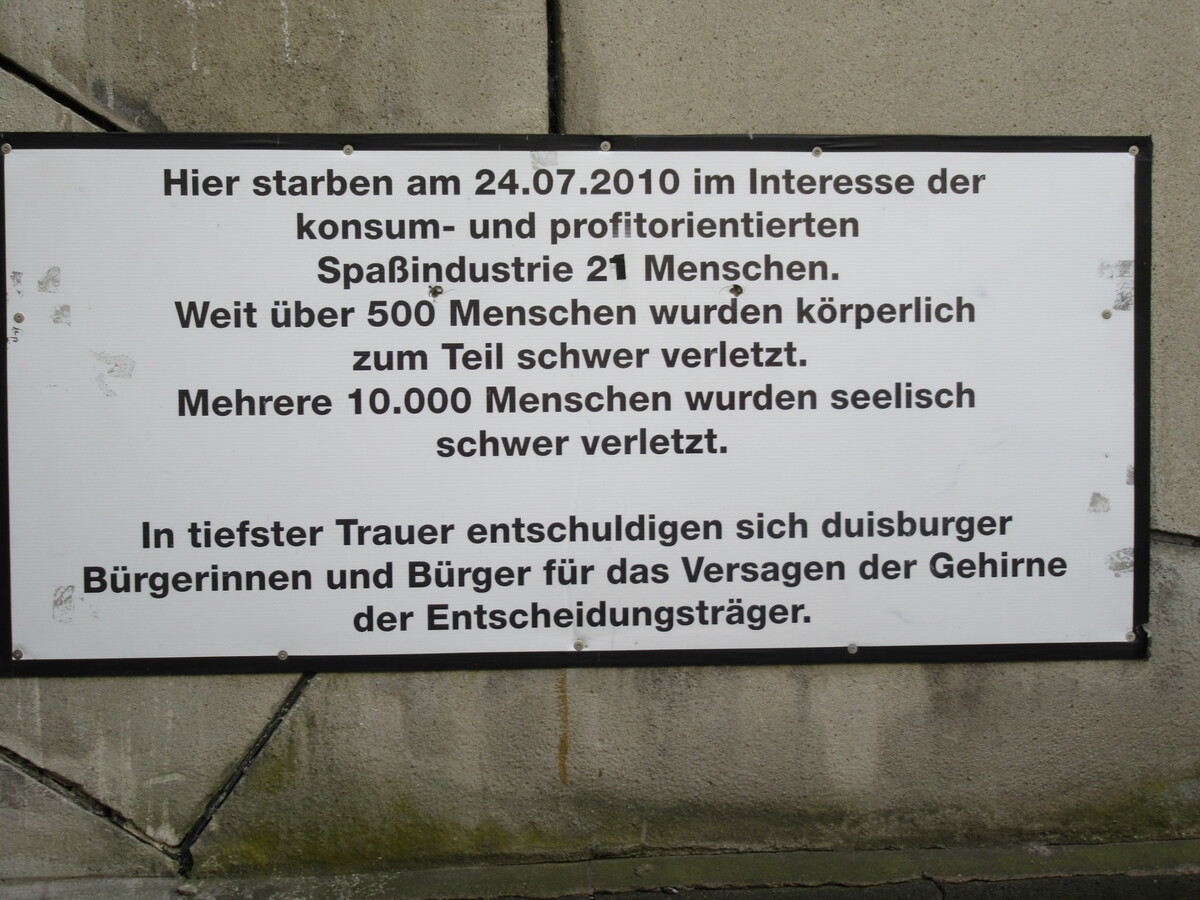 Hier starben am 24.07.2010 im Interesse der
konsum- und profitorientierten
Spaßindustrie 21 Menschen.
Weit über 500 Menschen wurden körperlich
zum Teil schwer verletzt.
Mehrere 10.000 Menschen wurden seelisch
schwer verletzt.
In tiefster Trauer entschuldigen sich duisburger
Bürgerinnen und Bürger für das Versagen der Gehirne
der Entscheidungsträger.